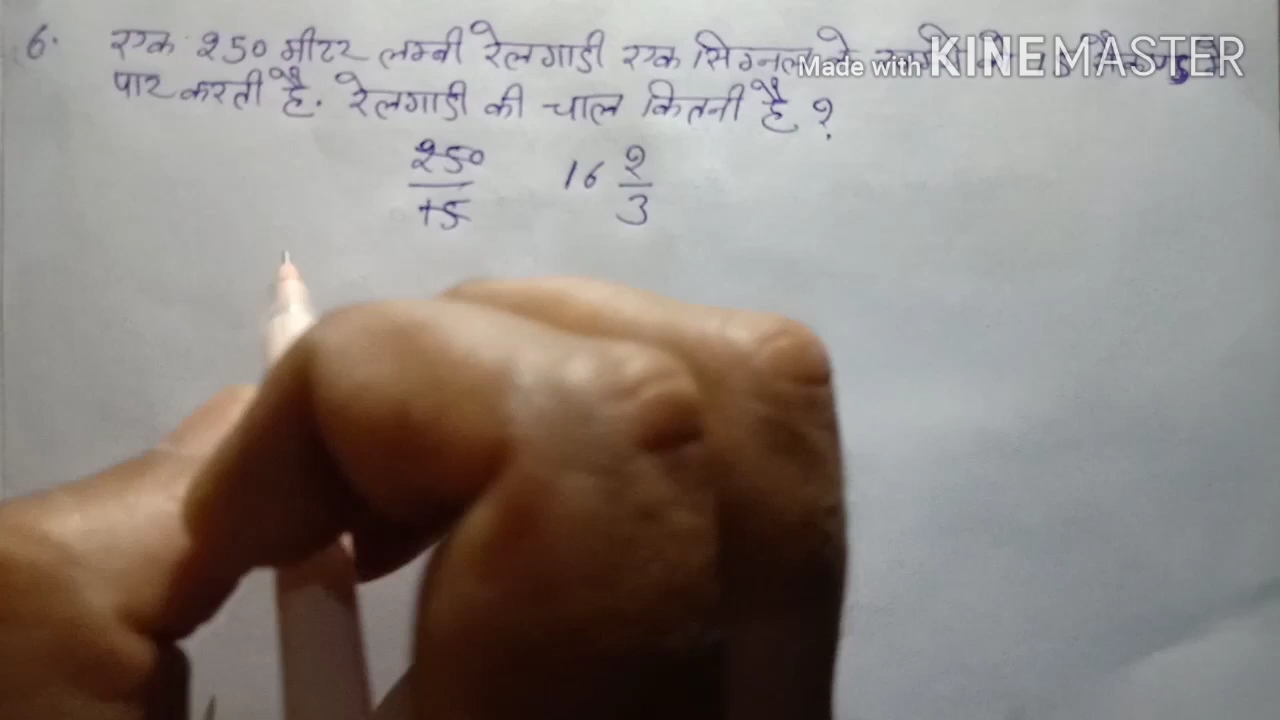 6. एक 250 मीटर लम्बी रेलगाडी एक सिग्नल के
Made with KINEMASTER
पार करती है. रेलगाडी की चाल कितनी है ?
250 16 2
15 3